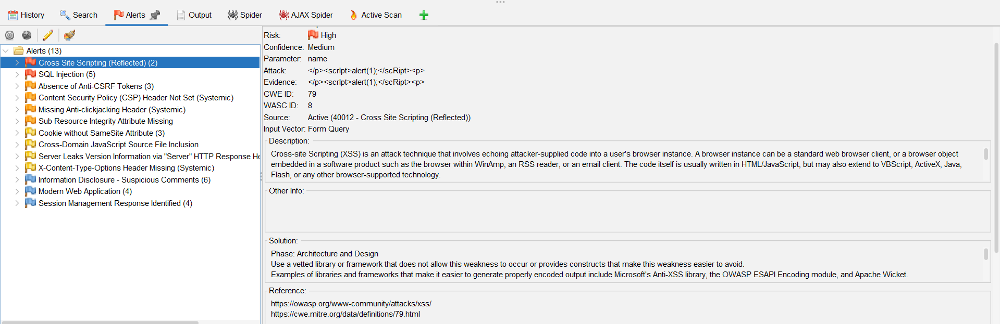 History Search Alerts Output Spider AJAX Spider Active Scan
Alerts (13)
Cross Site Scripting (Reflected) (2)
SQL Injection (5)
Absence of Anti-CSRF Tokens (3)
Content Security Policy (CSP) Header Not Set (Systemic)
Missing Anti-clickjacking Header (Systemic)
Sub Resource Integrity Attribute Missing
Cookie without SameSite Attribute (3)
Cross-Domain JavaScript Source File Inclusion
Server Leaks Version Information via "Server" HTTP Response He
X-Content-Type-Options Header Missing (Systemic)
Information Disclosure - Suspicious Comments (6)
Modern Web Application (4)
Session Management Response Identified (4)
Risk: High
Confidence: Medium
Parameter: name
Attack: </p><scrIpt>alert(1);</scRipt><p>
Evidence: </p><scrIpt>alert(1);</scRipt><p>
CWE ID: 79
WASC ID: 8
Source: Active (40012 - Cross Site Scripting (Reflected))
Input Vector: Form Query
Description:
Cross-site Scripting (XSS) is an attack technique that involves echoing attacker-supplied code into a user's browser instance. A browser instance can be a standard web browser client, or a browser object
embedded in a software product such as the browser within WinAmp, an RSS reader, or an email client. The code itself is usually written in HTML/JavaScript, but may also extend to VBScript, ActiveX, Java,
Flash, or any other browser-supported technology.
Other Info:
Solution:
Phase: Architecture and Design
Use a vetted library or framework that does not allow this weakness to occur or provides constructs that make this weakness easier to avoid.
Examples of libraries and frameworks that make it easier to generate properly encoded output include Microsoft's Anti-XSS library, the OWASP ESAPI Encoding module, and Apache Wicket.
Reference:
https://owasp.org/www-community/attacks/xss/
https://cwe.mitre.org/data/definitions/79.html